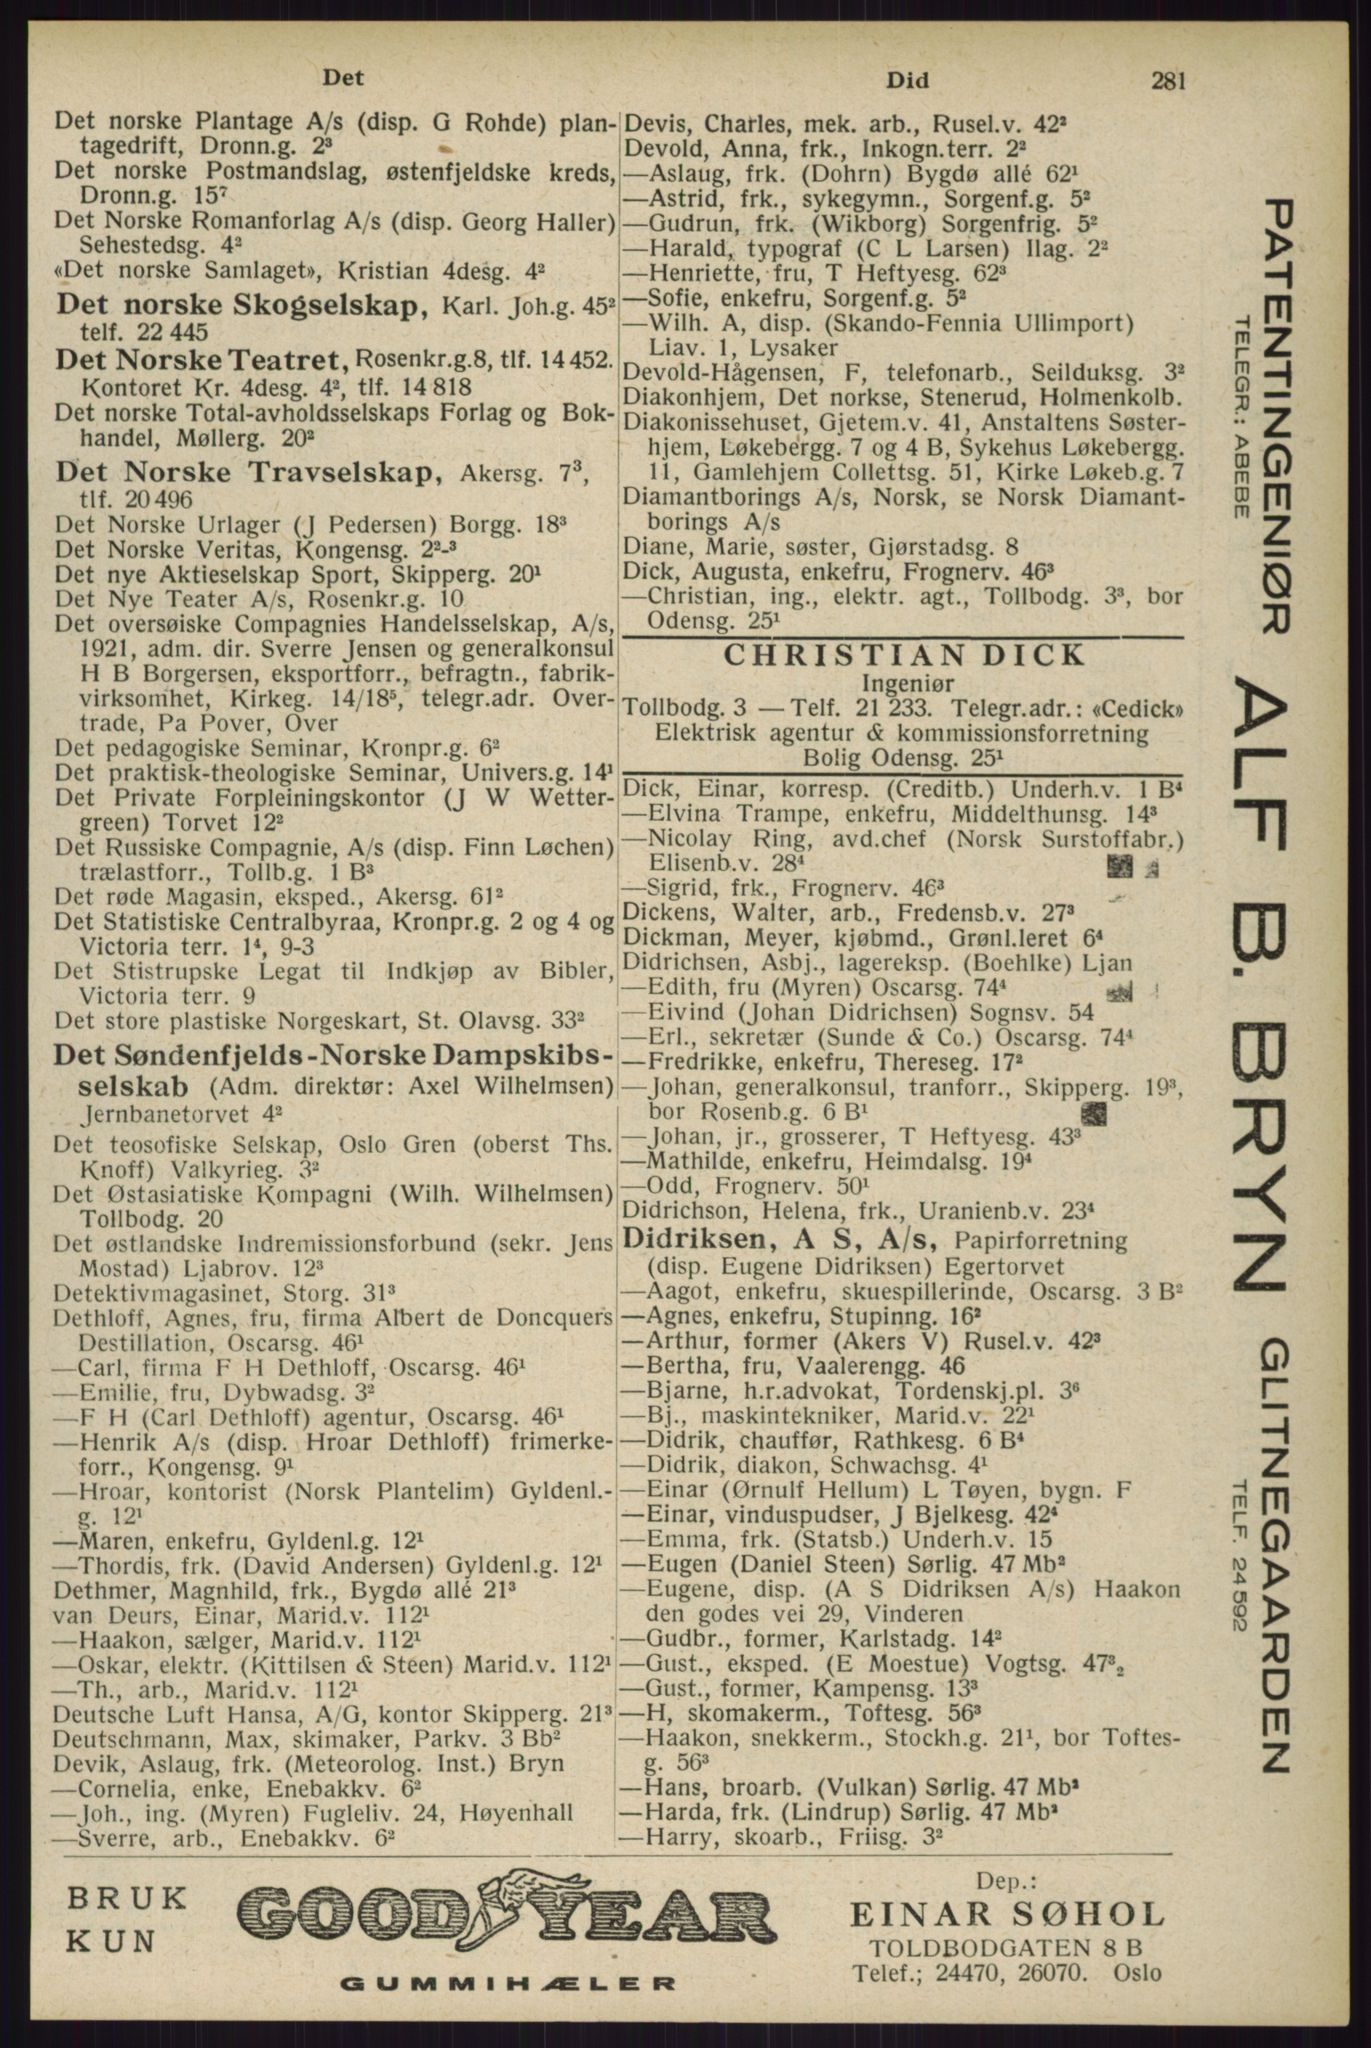 Det
Did
281
Det norske Plantage A/s (disp. G Rohde) plan-
tagedrift, Dronn.g. 2³
Det norske Postmandslag, østenfjeldske kreds,
Dronn.g. 15⁷
Det Norske Romanforlag A/s (disp. Georg Haller)
Sehestedsg. 4²
«Det norske Samlaget», Kristian 4desg. 4²
Det norske Skogselskap, Karl. Joh.g. 45²
telf. 22 445
Det Norske Teatret, Rosenkr.g.8, tlf. 14 452.
Kontoret Kr. 4desg. 4², tlf. 14 818
Det norske Total-avholdsselskaps Forlag og Bok-
handel, Møllerg. 20²
Det Norske Travselskap, Akersg. 7³,
tlf. 20 496
Det Norske Urlager (J Pedersen) Borgg. 18³
Det Norske Veritas, Kongensg. 2²-³
Det nye Aktieselskap Sport, Skipperg. 20¹
Det Nye Teater A/s, Rosenkr.g. 10
Det oversøiske Compagnies Handelsselskap, A/s,
1921, adm. dir. Sverre Jensen og generalkonsul
H B Borgersen, eksportforr., befragtn., fabrik-
virksomhet, Kirkeg. 14/18⁵, telegr.adr. Over-
trade, Pa Pover, Over
Det pedagogiske Seminar, Kronpr.g. 6²
Det praktisk-theologiske Seminar, Univers.g. 14¹
Det Private Forpleiningskontor (J W Wetter-
green) Torvet 12²
Det Russiske Compagnie, A/s (disp. Finn Løchen)
trælastforr., Tollb.g. 1 B³
Det røde Magasin, eksped., Akersg. 61²
Det Statistiske Centralbyraa, Kronpr.g. 2 og 4 og
Victoria terr. 1⁴, 9-3
Det Stistrupske Legat til Indkjøp av Bibler,
Victoria terr. 9
Det store plastiske Norgeskart, St. Olavsg. 33²
Det Søndenfjelds-Norske Dampskibs-
selskab (Adm. direktør: Axel Wilhelmsen)
Jernbanetorvet 4²
Det teosofiske Selskap, Oslo Gren (oberst Ths.
Knoff) Valkyrieg. 3²
Det Østasiatiske Kompagni (Wilh. Wilhelmsen)
Tollbodg. 20
Det østlandske Indremissionsforbund (sekr. Jens
Mostad) Ljabrov. 12³
Detektivmagasinet, Storg. 31³
Dethloff, Agnes, fru, firma Albert de Doncquers
Destillation, Oscarsg. 46¹
—Carl, firma F H Dethloff, Oscarsg. 46¹
—Emilie, fru, Dybwadsg. 3²
—F H (Carl Dethloff) agentur, Oscarsg. 46¹
—Henrik A/s (disp. Hroar Dethloff) frimerke-
forr., Kongensg. 9¹
—Hroar, kontorist (Norsk Plantelim) Gyldenl.-
g. 12¹
—Maren, enkefru, Gyldenl.g. 12¹
—Thordis, frk. (David Andersen) Gyldenl.g. 12¹
Dethmer, Magnhild, frk., Bygdø allé 21³
van Deurs, Einar, Marid.v. 112¹
—Haakon, sælger, Marid.v. 112¹
—Oskar, elektr. (Kittilsen & Steen) Marid.v. 112¹
—Th., arb., Marid.v. 112¹
Deutsche Luft Hansa, A/G, kontor Skipperg. 21³
Deutschmann, Max, skimaker, Parkv. 3 Bb²
Devik, Aslaug, frk. (Meteorolog. Inst.) Bryn
—Cornelia, enke, Enebakkv. 6²
—Joh., ing. (Myren) Fugleliv. 24, Høyenhall
—Sverre, arb., Enebakkv. 6²
Devis, Charles, mek. arb., Rusel.v. 42²
Devold, Anna, frk., Inkogn.terr. 2²
—Aslaug, frk. (Dohrn) Bygdø allé 62¹
—Astrid, frk., sykegymn., Sorgenf.g. 5²
—Gudrun, frk. (Wikborg) Sorgenfrig. 5²
—Harald, typograf (C L Larsen) Ilag. 2²
—Henriette, fru, T Heftyesg. 62³
—Sofie, enkefru, Sorgenf.g. 5²
—Wilh. A, disp. (Skando-Fennia Ullimport)
Liav. 1, Lysaker
Devold-Hågensen, F, telefonarb., Seilduksg. 3²
Diakonhjem, Det norkse, Stenerud, Holmenkolb.
Diakonissehuset, Gjetem.v. 41, Anstaltens Søster-
hjem, Løkebergg. 7 og 4 B, Sykehus Løkebergg.
11, Gamlehjem Collettsg. 51, Kirke Løkeb.g. 7
Diamantborings A/s, Norsk, se Norsk Diamant-
borings A/s
Diane, Marie, søster, Gjørstadsg. 8
Dick, Augusta, enkefru, Frognerv. 46³
—Christian, ing., elektr. agt., Tollbodg. 3³, bor
Odensg. 25¹
CHRISTIAN DICK
Ingeniør
Tollbodg. 3 — Telf. 21 233. Telegr.adr.: «Cedick»
Elektrisk agentur & kommissionsforretning
Bolig Odensg. 25¹
Dick, Einar, korresp. (Creditb.) Underh.v. 1 B⁴
—Elvina Trampe, enkefru, Middelthunsg. 14³
—Nicolay Ring, avd.chef (Norsk Surstoffabr.)
Elisenb.v. 28⁴
—Sigrid, frk., Frognerv. 46³
Dickens, Walter, arb., Fredensb.v. 27³
Dickman, Meyer, kjøbmd., Grønl.leret 6⁴
Didrichsen, Asbj., lagereksp. (Boehlke) Ljan
—Edith, fru (Myren) Oscarsg. 74⁴
—Eivind (Johan Didrichsen) Sognsv. 54
—Erl., sekretær (Sunde & Co.) Oscarsg. 74⁴
—Fredrikke, enkefru, Thereseg. 17²
—Johan, generalkonsul, tranforr., Skipperg. 19³,
bor Rosenb.g. 6 B¹
—Johan, jr., grosserer, T Heftyesg. 43³
—Mathilde, enkefru, Heimdalsg. 19⁴
—Odd, Frognerv. 50¹
Didrichson, Helena, frk., Uranienb.v. 23⁴
Didriksen, A S, A/s, Papirforretning
(disp. Eugene Didriksen) Egertorvet
—Aagot, enkefru, skuespillerinde, Oscarsg. 3 B²
—Agnes, enkefru, Stupinng. 16²
—Arthur, former (Akers V) Rusel.v. 42³
—Bertha, fru, Vaalerengg. 46
—Bjarne, h.r.advokat, Tordenskj.pl. 3⁶
—Bj., maskintekniker, Marid.v. 22¹
—Didrik, chauffør, Rathkesg. 6 B⁴
—Didrik, diakon, Schwachsg. 4¹
—Einar (Ørnulf Hellum) L Tøyen, bygn. F
—Einar, vinduspudser, J Bjelkesg. 42⁴
—Emma, frk. (Statsb.) Underh.v. 15
—Eugen (Daniel Steen) Sørlig. 47 Mb²
—Eugene, disp. (A S Didriksen A/s) Haakon
den godes vei 29, Vinderen
—Gudbr., former, Karlstadg. 14²
—Gust., eksped. (E Moestue) Vogtsg. 47³₂
—Gust., former, Kampensg. 13³
—H, skomakerm., Toftesg. 56³
—Haakon, snekkerm., Stockh.g. 21¹, bor Toftes-
g. 56³
—Hans, broarb. (Vulkan) Sørlig. 47 Mb²
—Harda, frk. (Lindrup) Sørlig. 47 Mb²
—Harry, skoarb., Friisg. 3²
PATENTINGENIØR ALF B. BRYN GLITNEGAARDEN
TELEGR.: ABEBE
TELF. 24 592
BRUK
KUN
GOODYEAR
GUMMIHÆLER
Dep.:
EINAR SØHOL
TOLDBODGATEN 8 B
Telef.; 24470, 26070. Oslo